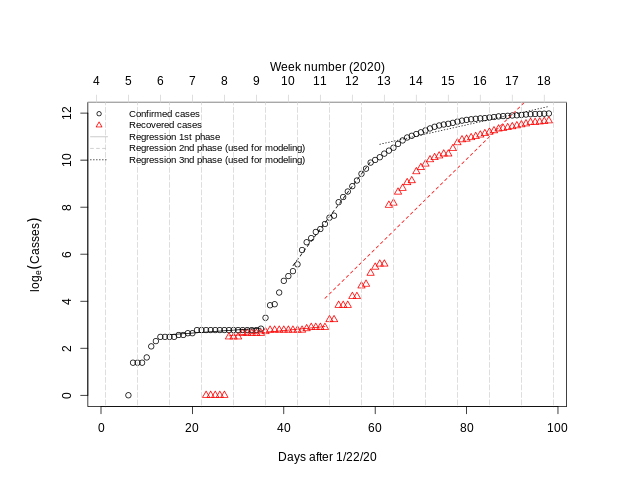 Week number (2020)
4 5 6 7 8 9 10 11 12 13 14 15 16 17 18
Confirmed cases
Recovered cases
Regression 1st phase
Regression 2nd phase (used for modeling)
Regression 3nd phase (used for modeling)
12
10
8
6
4
2
0
logₑ(Casses)
0 20 40 60 80 100
Days after 1/22/20